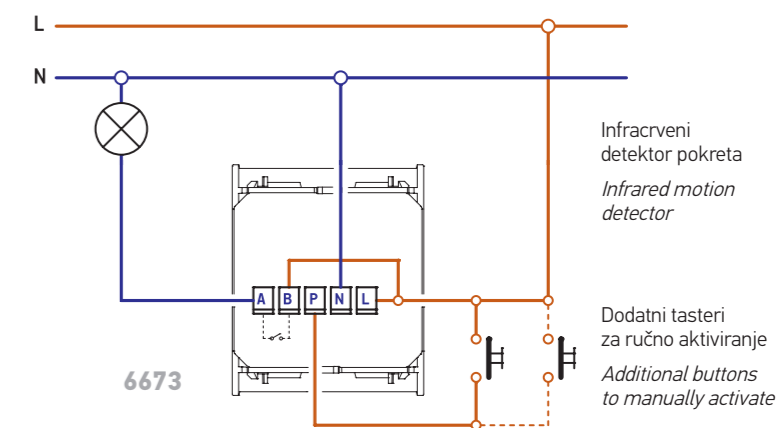 L
N
Infracrveni
detektor pokreta
Infrared motion
detector
A B P N L
Dodatni tasteri
za ručno aktiviranje
Additional buttons
to manually activate
6673